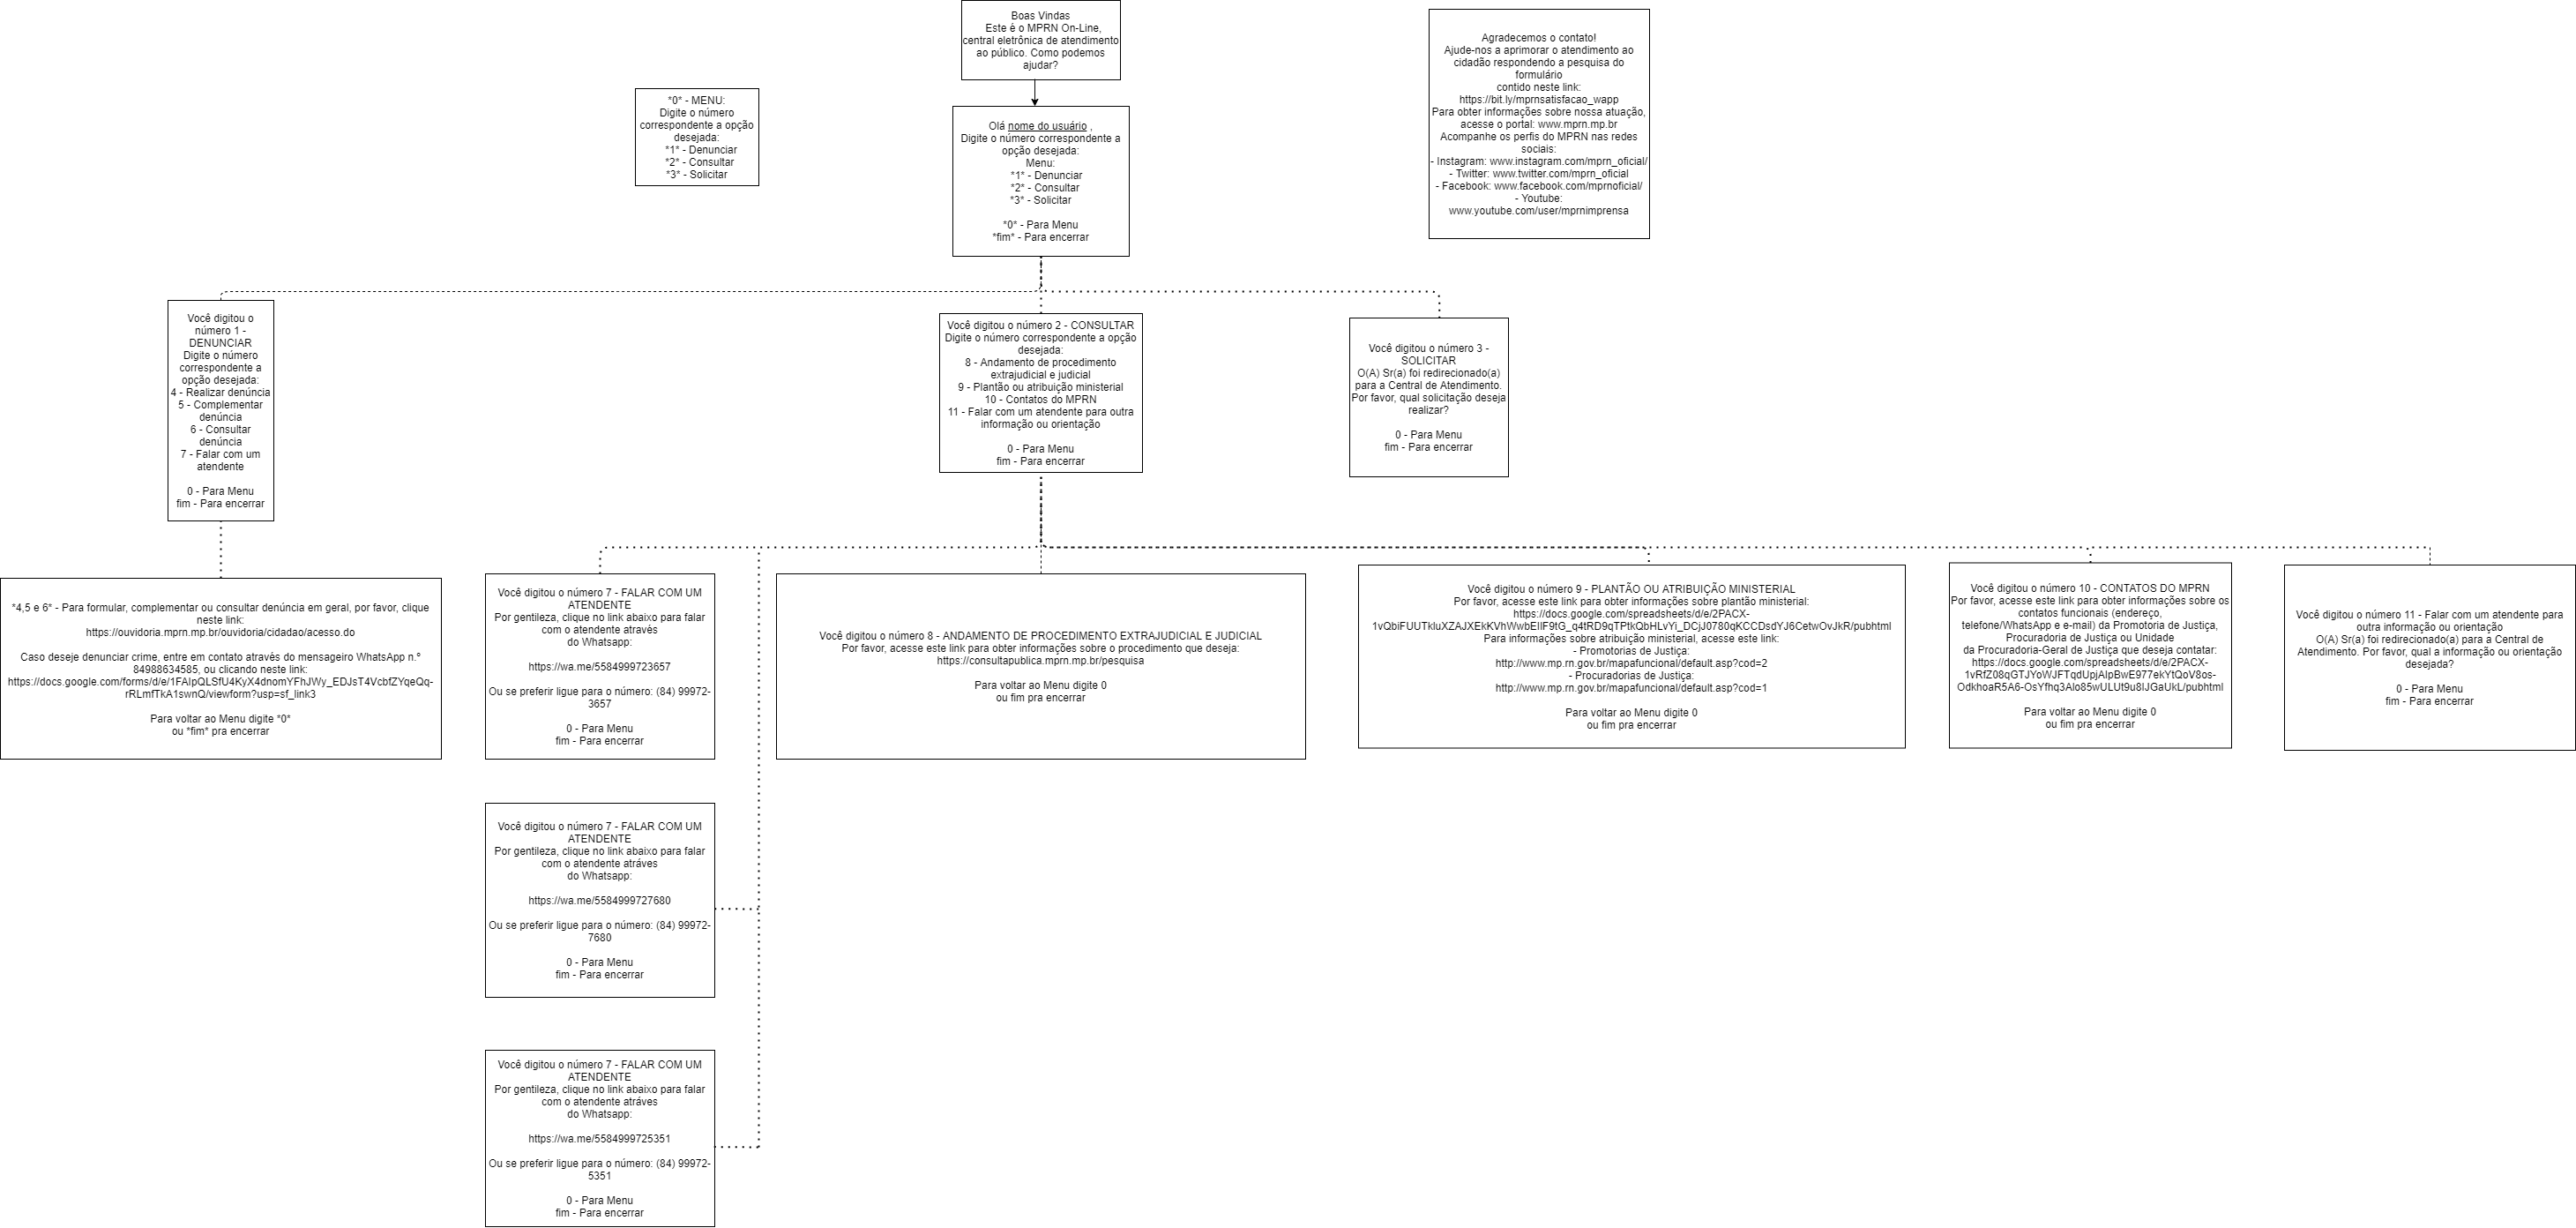 Boas Vindas
Este é o MPRN On-Line,
central eletrônica de atendimento
ao público. Como podemos
ajudar?
Agradecemos o contato!
Ajude-nos a aprimorar o atendimento ao
cidadão respondendo a pesquisa do
formulário
contido neste link:
https://bit.ly/mprnsatisfacao_wapp
Para obter informações sobre nossa atuação,
acesse o portal: www.mprn.mp.br
Acompanhe os perfis do MPRN nas redes
sociais:
- Instagram: www.instagram.com/mprn_oficial/
- Twitter: www.twitter.com/mprn_oficial
- Facebook: www.facebook.com/mprnoficial/
- Youtube:
www.youtube.com/user/mprnimprensa
*0* - MENU:
Digite o número
correspondente a opção
desejada:
*1* - Denunciar
*2* - Consultar
*3* - Solicitar
Olá nome do usuário ,
Digite o número correspondente a
opção desejada:
Menu:
*1* - Denunciar
*2* - Consultar
*3* - Solicitar
*0* - Para Menu
*fim* - Para encerrar
Você digitou o
número 1 -
DENUNCIAR
Digite o número
correspondente a
opção desejada:
4 - Realizar denúncia
5 - Complementar
denúncia
6 - Consultar
denúncia
7 - Falar com um
atendente
0 - Para Menu
fim - Para encerrar
Você digitou o número 2 - CONSULTAR
Digite o número correspondente a opção
desejada:
8 - Andamento de procedimento
extrajudicial e judicial
9 - Plantão ou atribuição ministerial
10 - Contatos do MPRN
11 - Falar com um atendente para outra
informação ou orientação
0 - Para Menu
fim - Para encerrar
Você digitou o número 3 -
SOLICITAR
O(A) Sr(a) foi redirecionado(a)
para a Central de Atendimento.
Por favor, qual solicitação deseja
realizar?
0 - Para Menu
fim - Para encerrar
*4,5 e 6* - Para formular, complementar ou consultar denúncia em geral, por favor, clique
neste link:
https://ouvidoria.mprn.mp.br/ouvidoria/cidadao/acesso.do
Caso deseje denunciar crime, entre em contato através do mensageiro WhatsApp n.º
84988634585, ou clicando neste link:
https://docs.google.com/forms/d/e/1FAIpQLSfU4KyX4dnomYFhJWy_EDJsT4VcbfZYqeQq-
rRLmfTkA1swnQ/viewform?usp=sf_link3
Para voltar ao Menu digite *0*
ou *fim* pra encerrar
Você digitou o número 7 - FALAR COM UM
ATENDENTE
Por gentileza, clique no link abaixo para falar
com o atendente através
do Whatsapp:
https://wa.me/5584999723657
Ou se preferir ligue para o número: (84) 99972-
3657
0 - Para Menu
fim - Para encerrar
Você digitou o número 8 - ANDAMENTO DE PROCEDIMENTO EXTRAJUDICIAL E JUDICIAL
Por favor, acesse este link para obter informações sobre o procedimento que deseja:
https://consultapublica.mprn.mp.br/pesquisa
Para voltar ao Menu digite 0
ou fim pra encerrar
Você digitou o número 9 - PLANTÃO OU ATRIBUIÇÃO MINISTERIAL
Por favor, acesse este link para obter informações sobre plantão ministerial:
https://docs.google.com/spreadsheets/d/e/2PACX-
1vQbiFUUTkluXZAJXEkKVhWwbEIlF9tG_q4tRD9qTPtkQbHLvYi_DCjJ0780qKCCDsdYJ6CetwOvJkR/pubhtml
Para informações sobre atribuição ministerial, acesse este link:
- Promotorias de Justiça:
http://www.mp.rn.gov.br/mapafuncional/default.asp?cod=2
- Procuradorias de Justiça:
http://www.mp.rn.gov.br/mapafuncional/default.asp?cod=1
Para voltar ao Menu digite 0
ou fim pra encerrar
Você digitou o número 10 - CONTATOS DO MPRN
Por favor, acesse este link para obter informações sobre os
contatos funcionais (endereço,
telefone/WhatsApp e e-mail) da Promotoria de Justiça,
Procuradoria de Justiça ou Unidade
da Procuradoria-Geral de Justiça que deseja contatar:
https://docs.google.com/spreadsheets/d/e/2PACX-
1vRfZ08qGTJYoWJFTqdUpjAIpBwE977ekYtQoV8os-
OdkhoaR5A6-OsYfhq3Alo85wULUt9u8IJGaUkL/pubhtml
Para voltar ao Menu digite 0
ou fim pra encerrar
Você digitou o número 11 - Falar com um atendente para
outra informação ou orientação
O(A) Sr(a) foi redirecionado(a) para a Central de
Atendimento. Por favor, qual a informação ou orientação
desejada?
0 - Para Menu
fim - Para encerrar
Você digitou o número 7 - FALAR COM UM
ATENDENTE
Por gentileza, clique no link abaixo para falar
com o atendente atráves
do Whatsapp:
https://wa.me/5584999727680
Ou se preferir ligue para o número: (84) 99972-
7680
0 - Para Menu
fim - Para encerrar
Você digitou o número 7 - FALAR COM UM
ATENDENTE
Por gentileza, clique no link abaixo para falar
com o atendente atráves
do Whatsapp:
https://wa.me/5584999725351
Ou se preferir ligue para o número: (84) 99972-
5351
0 - Para Menu
fim - Para encerrar